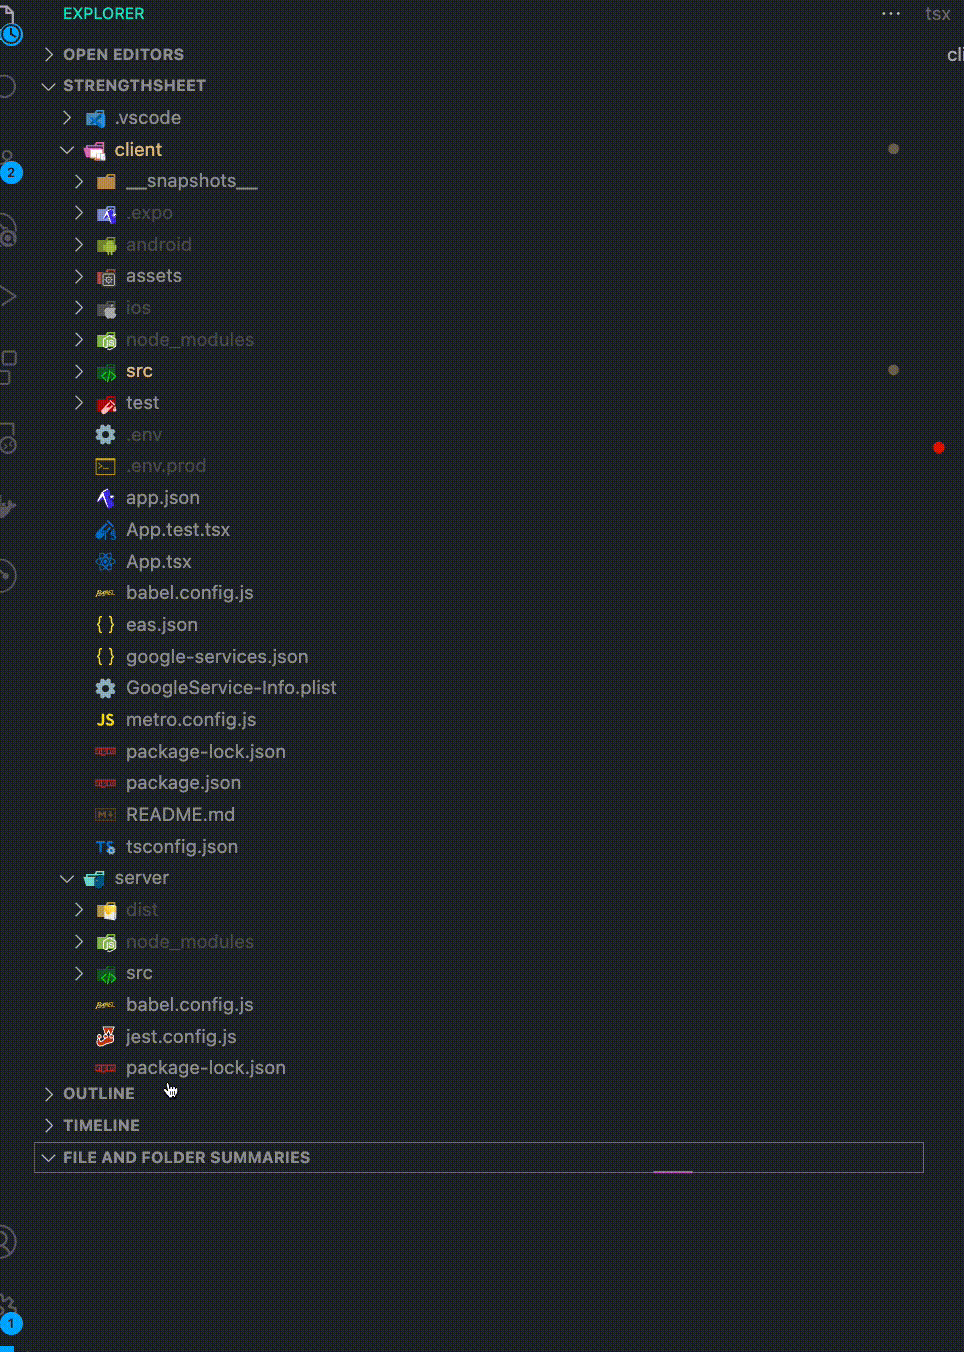 EXPLORER
tsx
OPEN EDITORS
cli
STRENGTHSHEET
.vscode
client
2
__snapshots__
.expo
android
assets
ios
node_modules
src
test
.env
.env.prod
app.json
App.test.tsx
App.tsx
babel.config.js
eas.json
google-services.json
GoogleService-Info.plist
JS metro.config.js
package-lock.json
package.json
README.md
TS tsconfig.json
server
dist
node_modules
src
babel.config.js
jest.config.js
package-lock.json
OUTLINE
TIMELINE
FILE AND FOLDER SUMMARIES
1